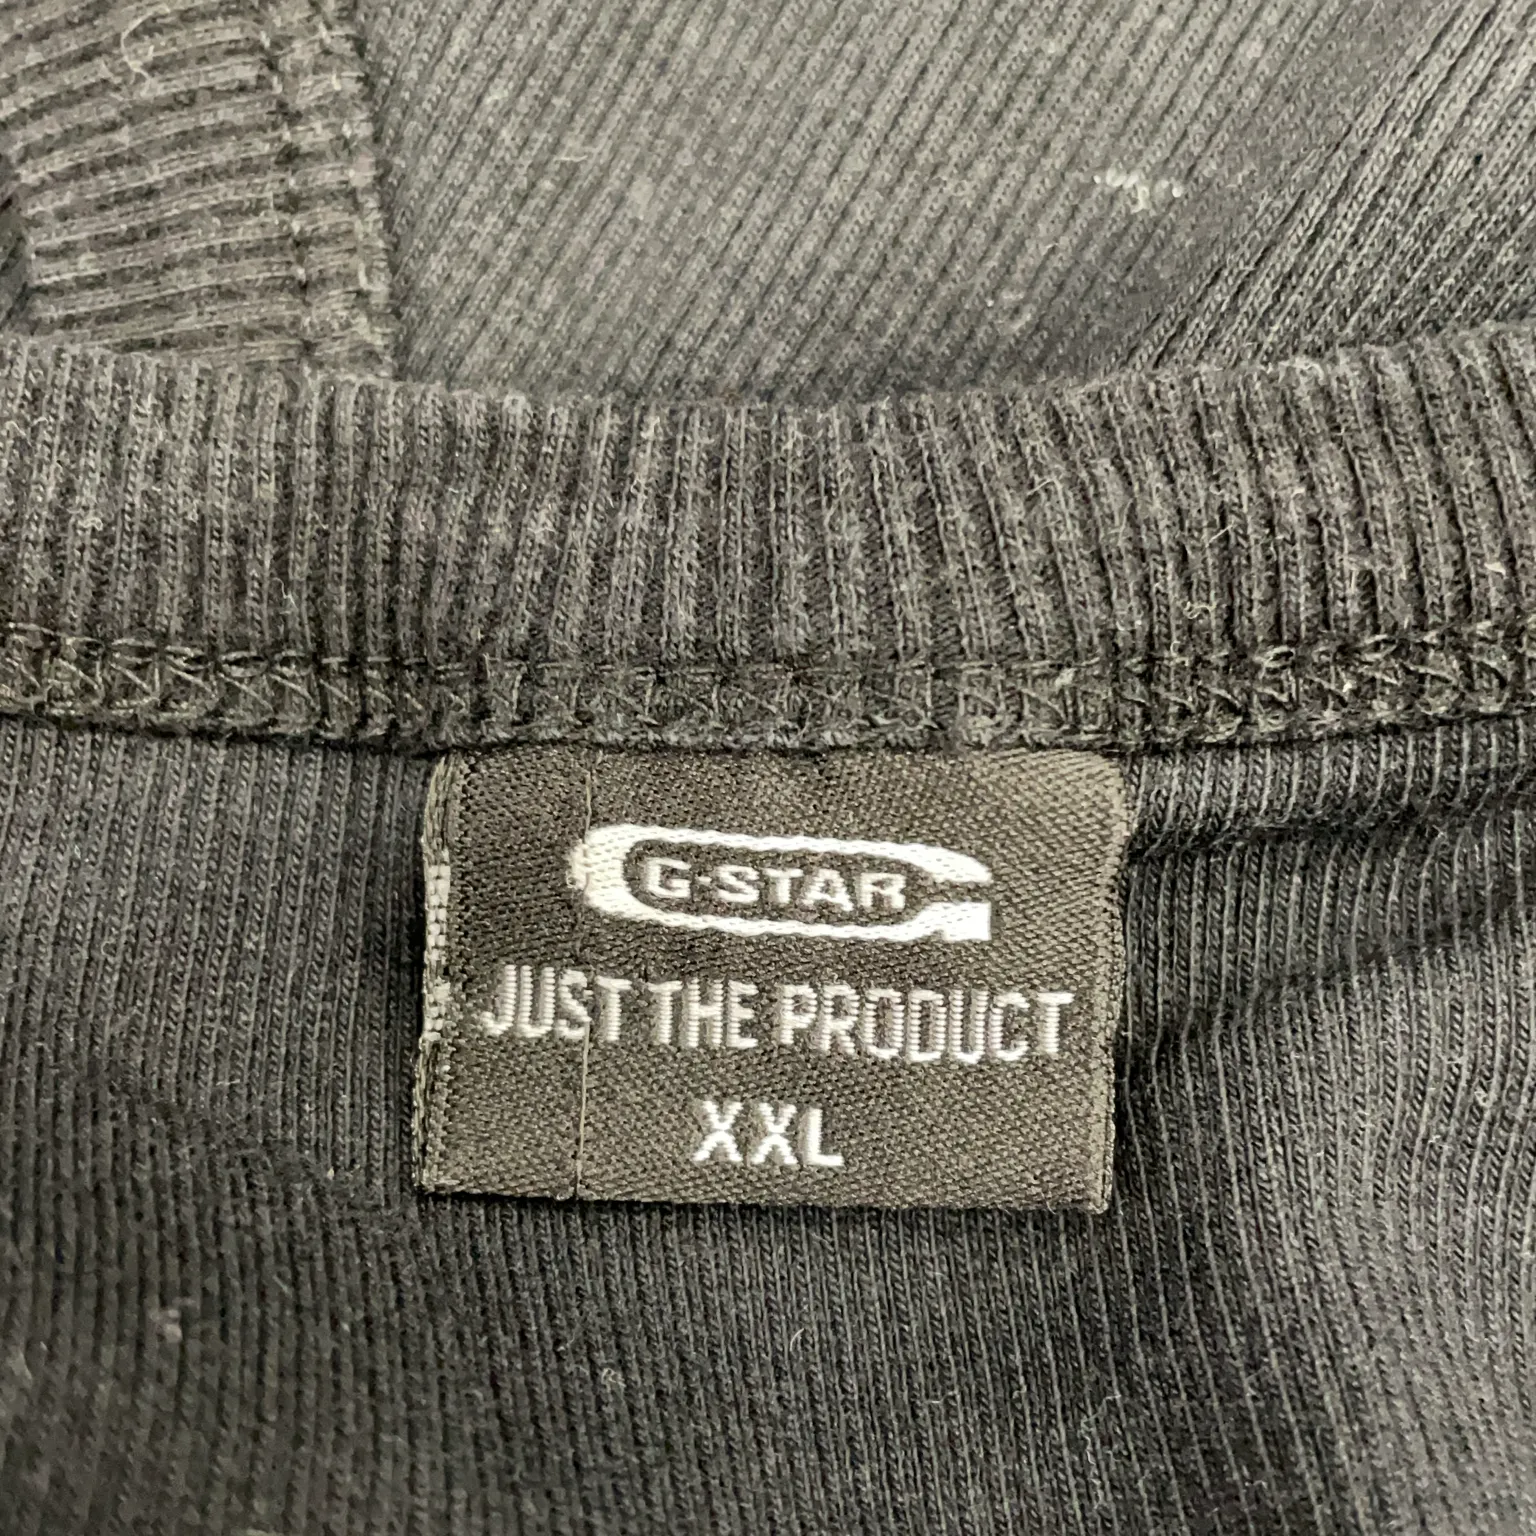 G-STAR
JUST THE PRODUCT
XXL